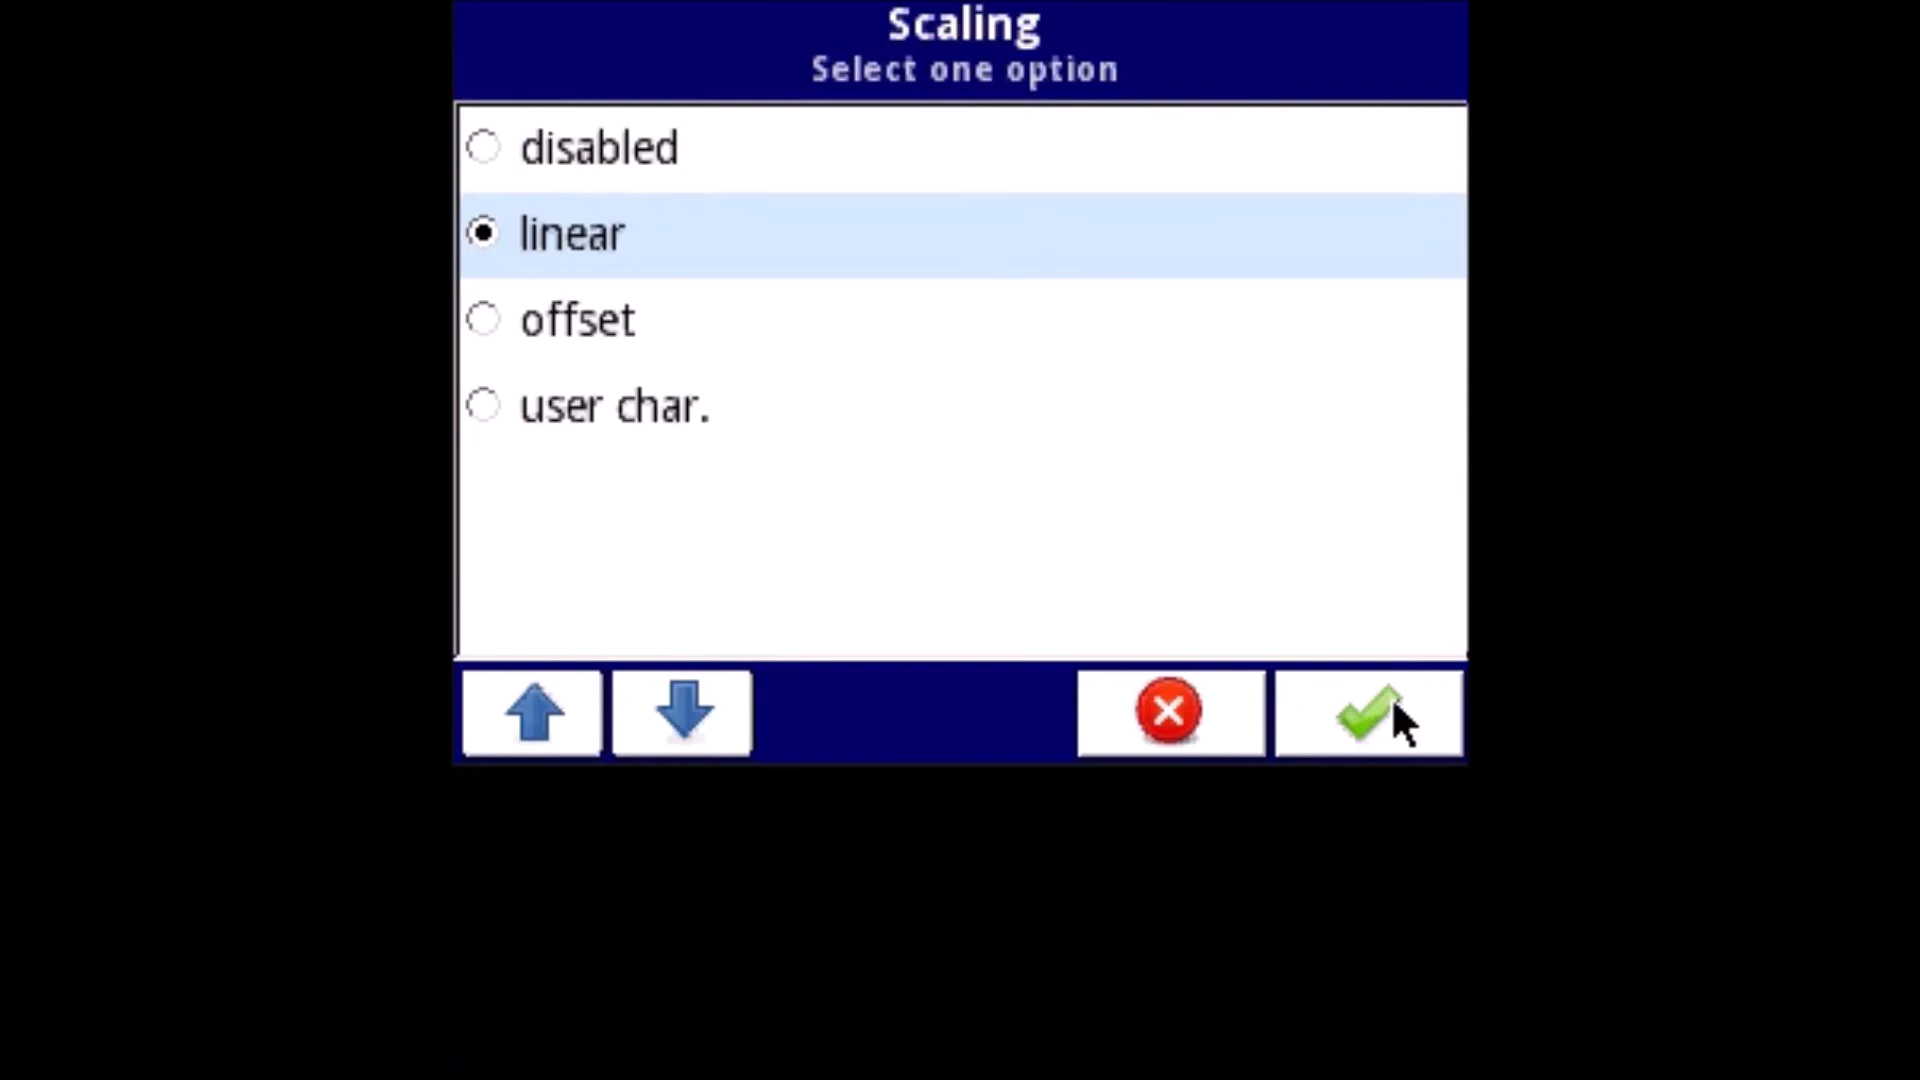 Scaling
Select one option
disabled
linear
offset
user char.